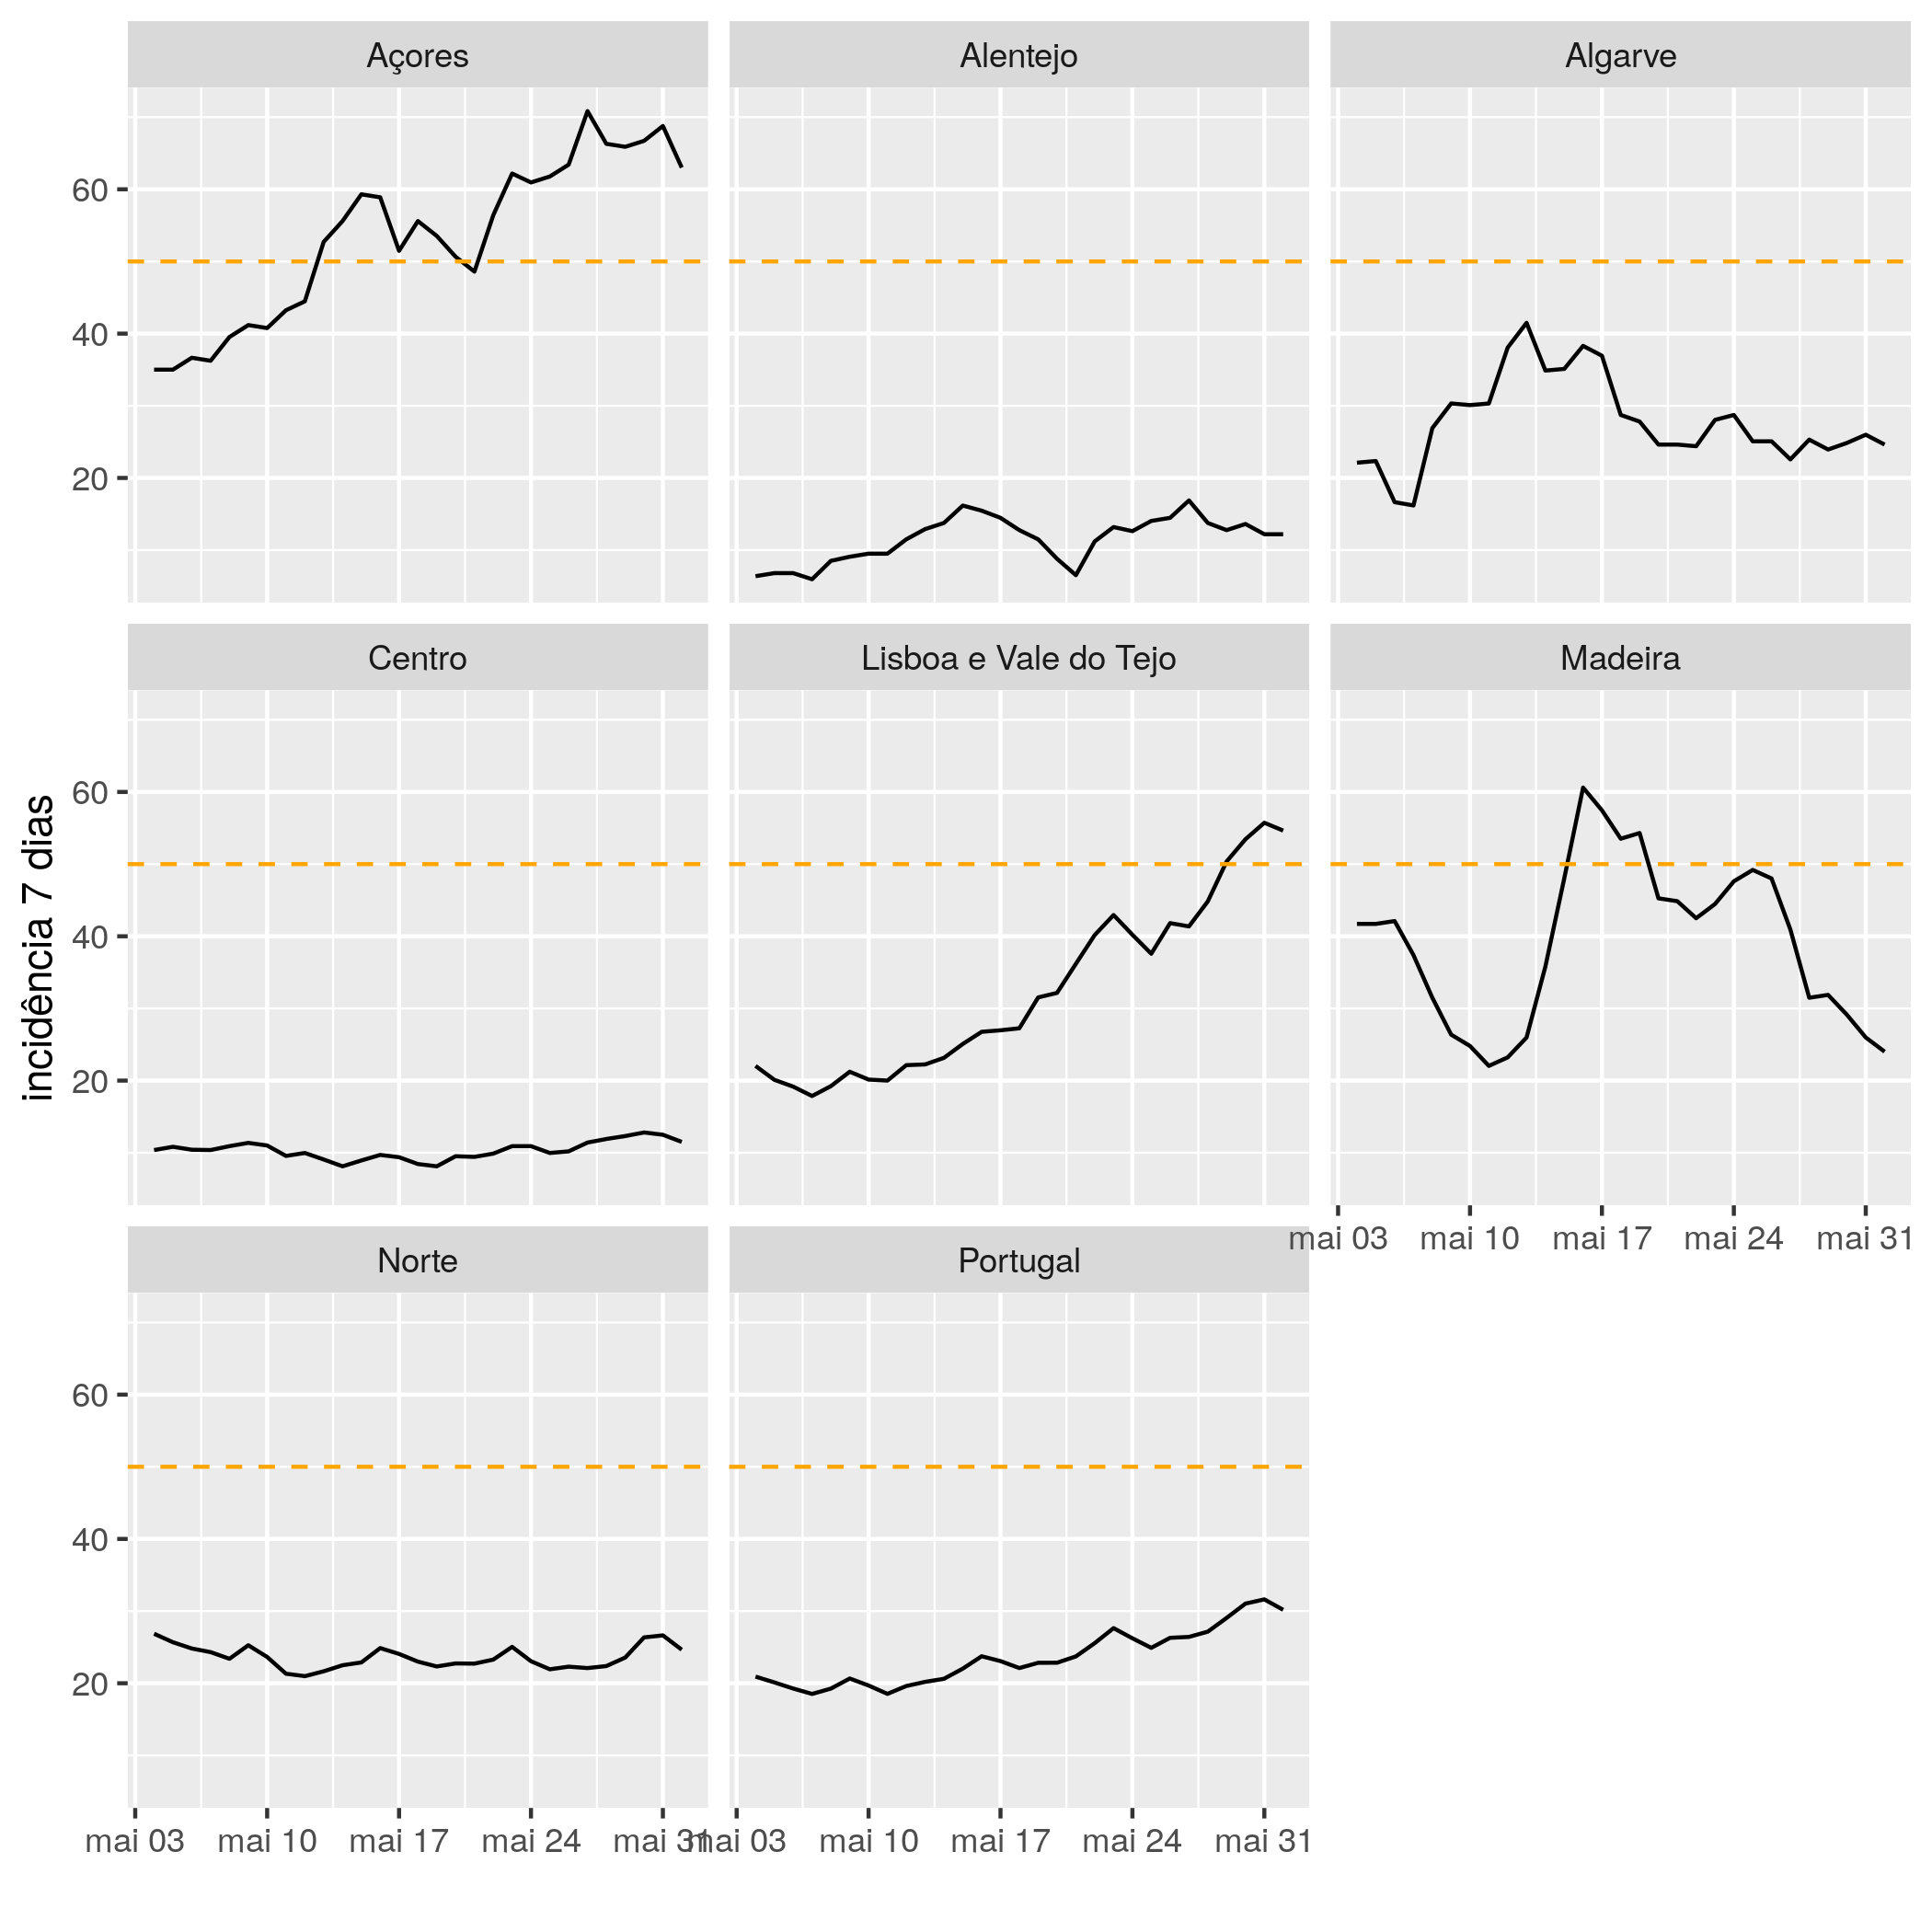 Açores
Alentejo
Algarve
60
40
20
Centro
Lisboa e Vale do Tejo
Madeira
incidência 7 dias
60
40
20
mai 03 mai 10 mai 17 mai 24 mai 31
Norte
Portugal
60
40
20
mai 03 mai 10 mai 17 mai 24 mai 31
mai 03 mai 10 mai 17 mai 24 mai 31